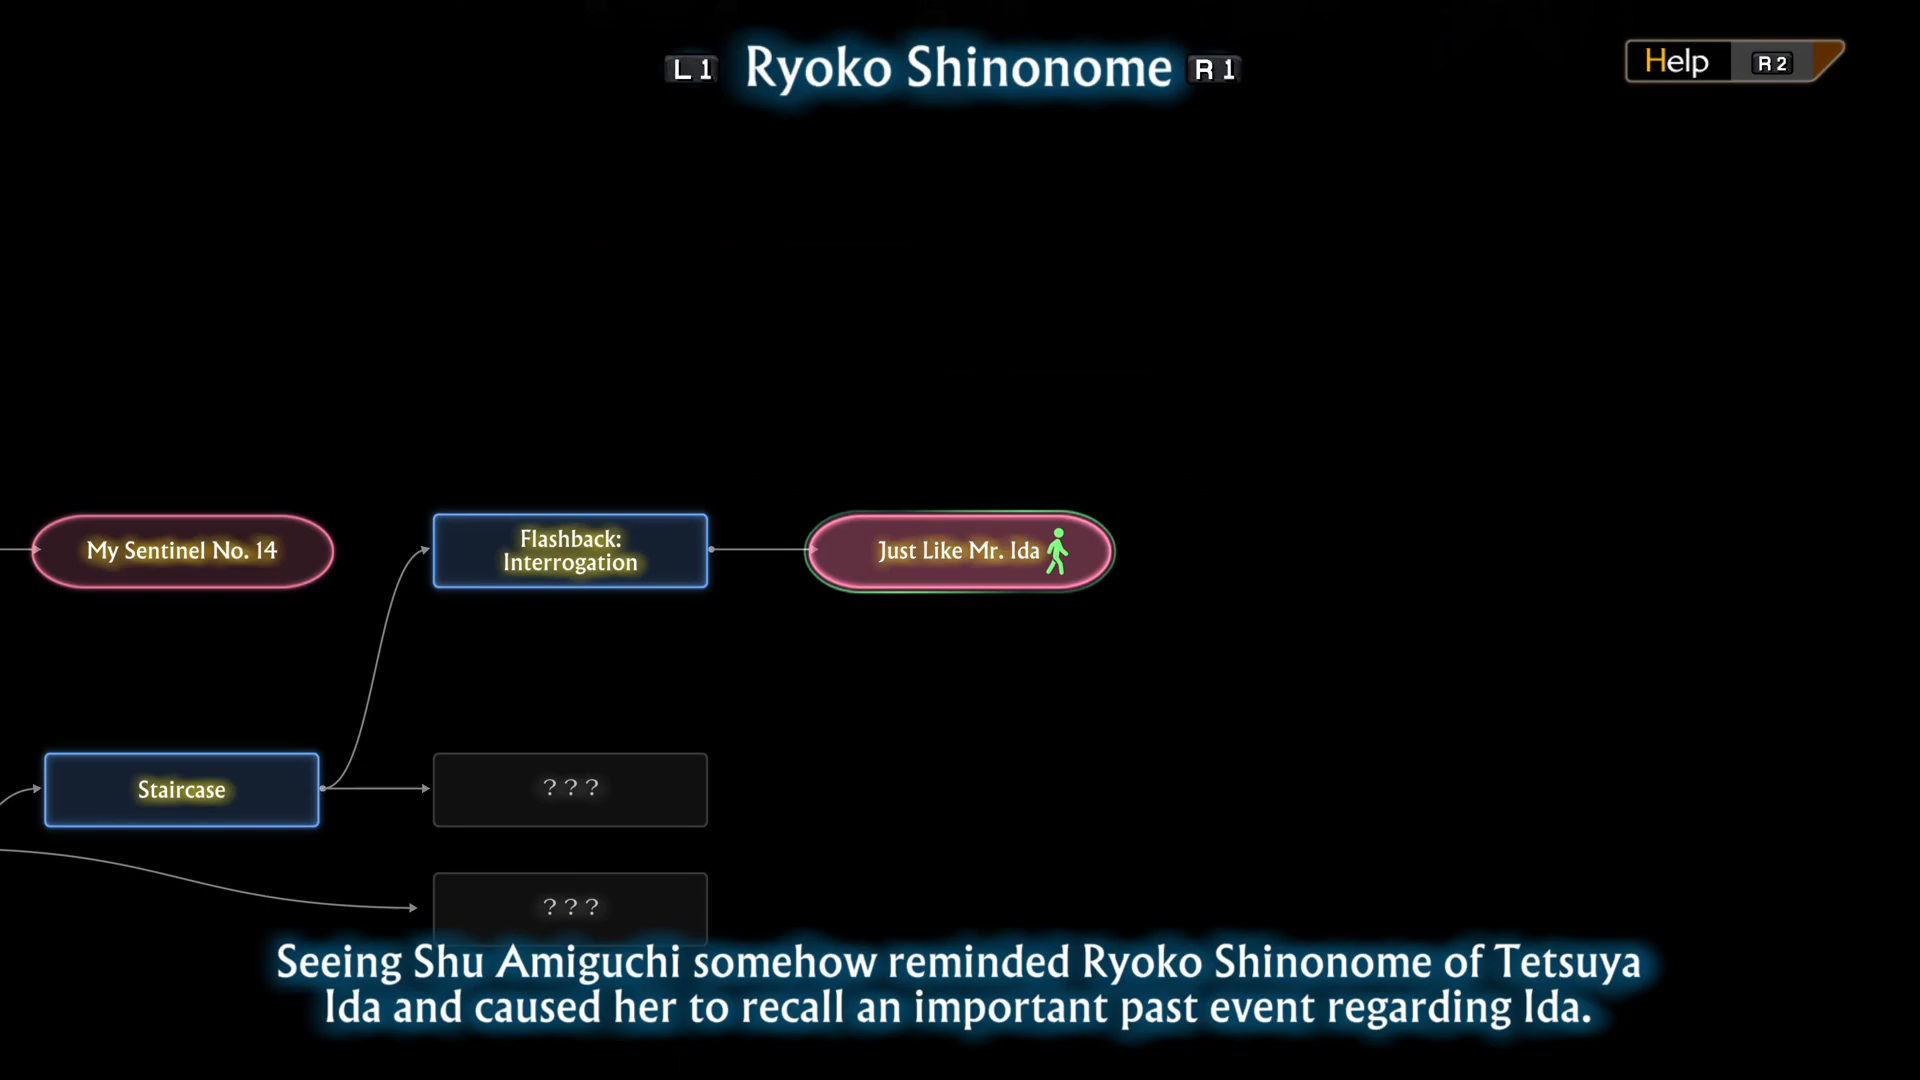 L1 Ryoko Shinonome R1
Help R2
My Sentinel No. 14
Flashback:
Interrogation
Just Like Mr. Ida
Staircase
? ? ?
? ? ?
Seeing Shu Amiguchi somehow reminded Ryoko Shinonome of Tetsuya
Ida and caused her to recall an important past event regarding Ida.